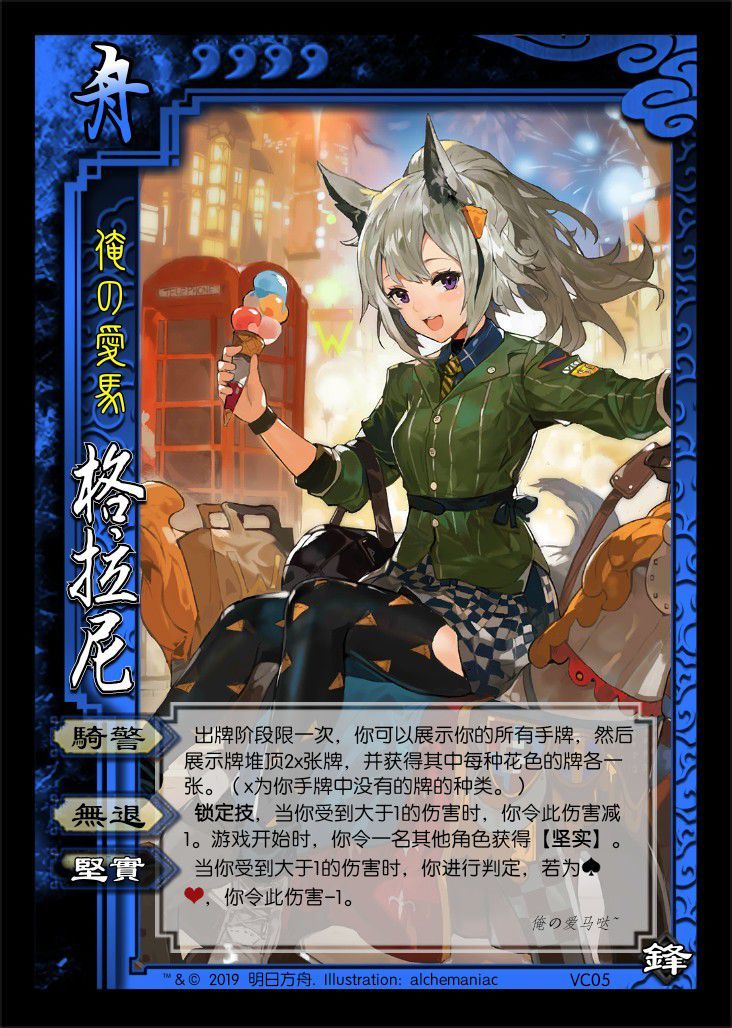 舟
俺の愛馬
格拉尼
TELEPHONE
W
騎警
出牌阶段限一次，你可以展示你的所有手牌，然后
展示牌堆顶2x张牌，并获得其中每种花色的牌各一
张。（x为你手牌中没有的牌的种类。）
無退
锁定技，当你受到大于1的伤害时，你令此伤害减
1。游戏开始时，你令一名其他角色获得【坚实】。
堅實
当你受到大于1的伤害时，你进行判定，若为♠
♥，你令此伤害-1。
俺の爱马哒~
鋒
™&© 2019 明日方舟. Illustration: alchemaniac
VC05